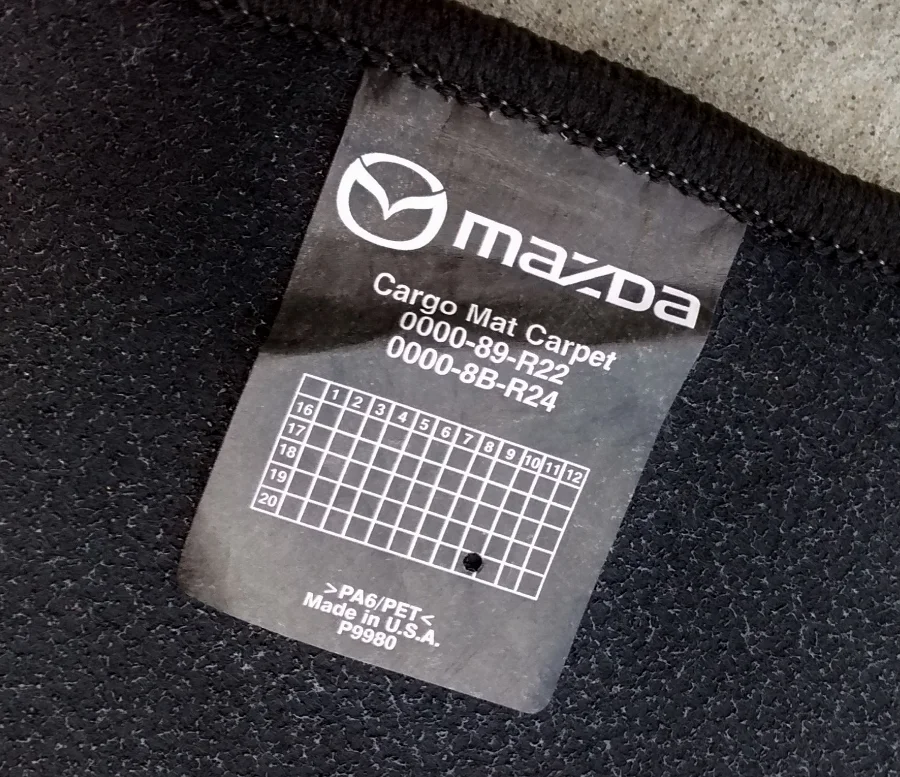 mazda
Cargo Mat Carpet
0000-89-R22
0000-8B-R24
1 2 3 4 5 6 7 8 9 10 11 12
16
17
18
19
20
>PA6/PET<
Made in U.S.A.
P9980